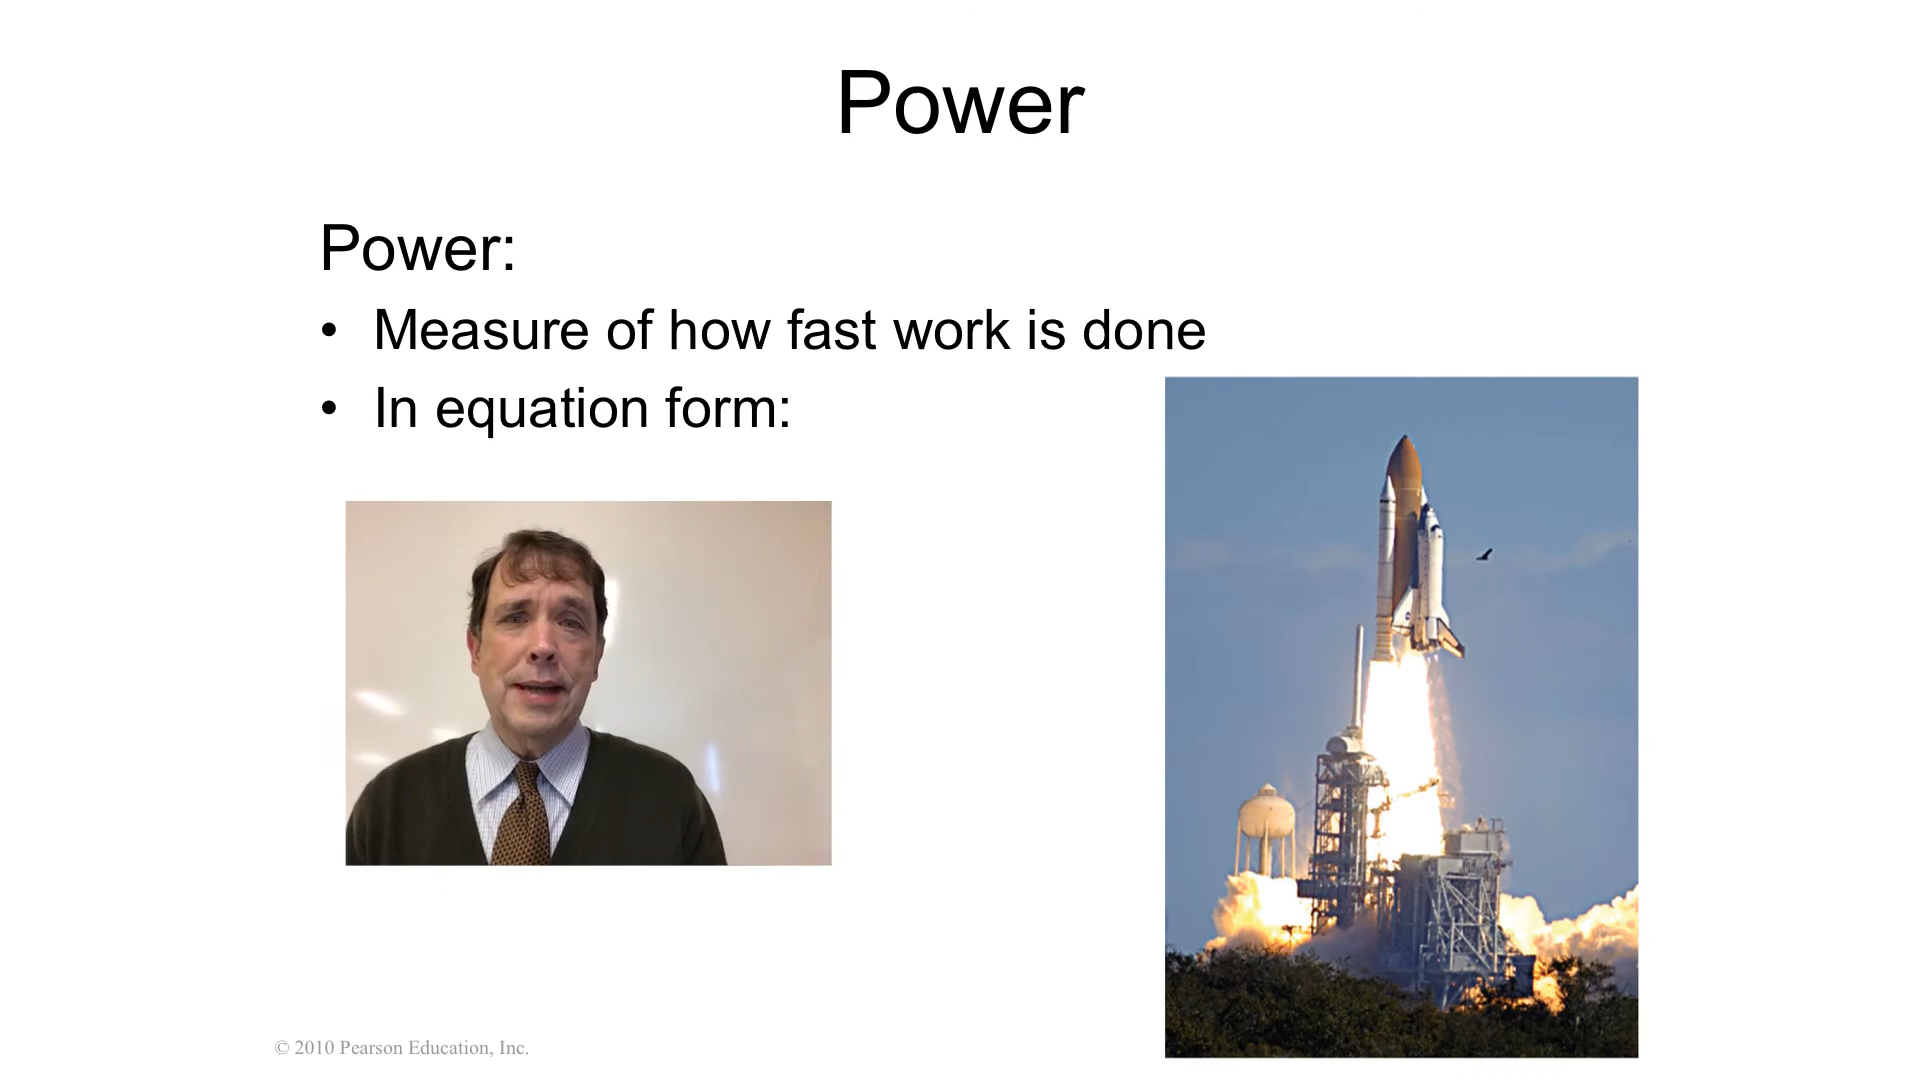 Power
Power:
• Measure of how fast work is done
• In equation form:
© 2010 Pearson Education, Inc.